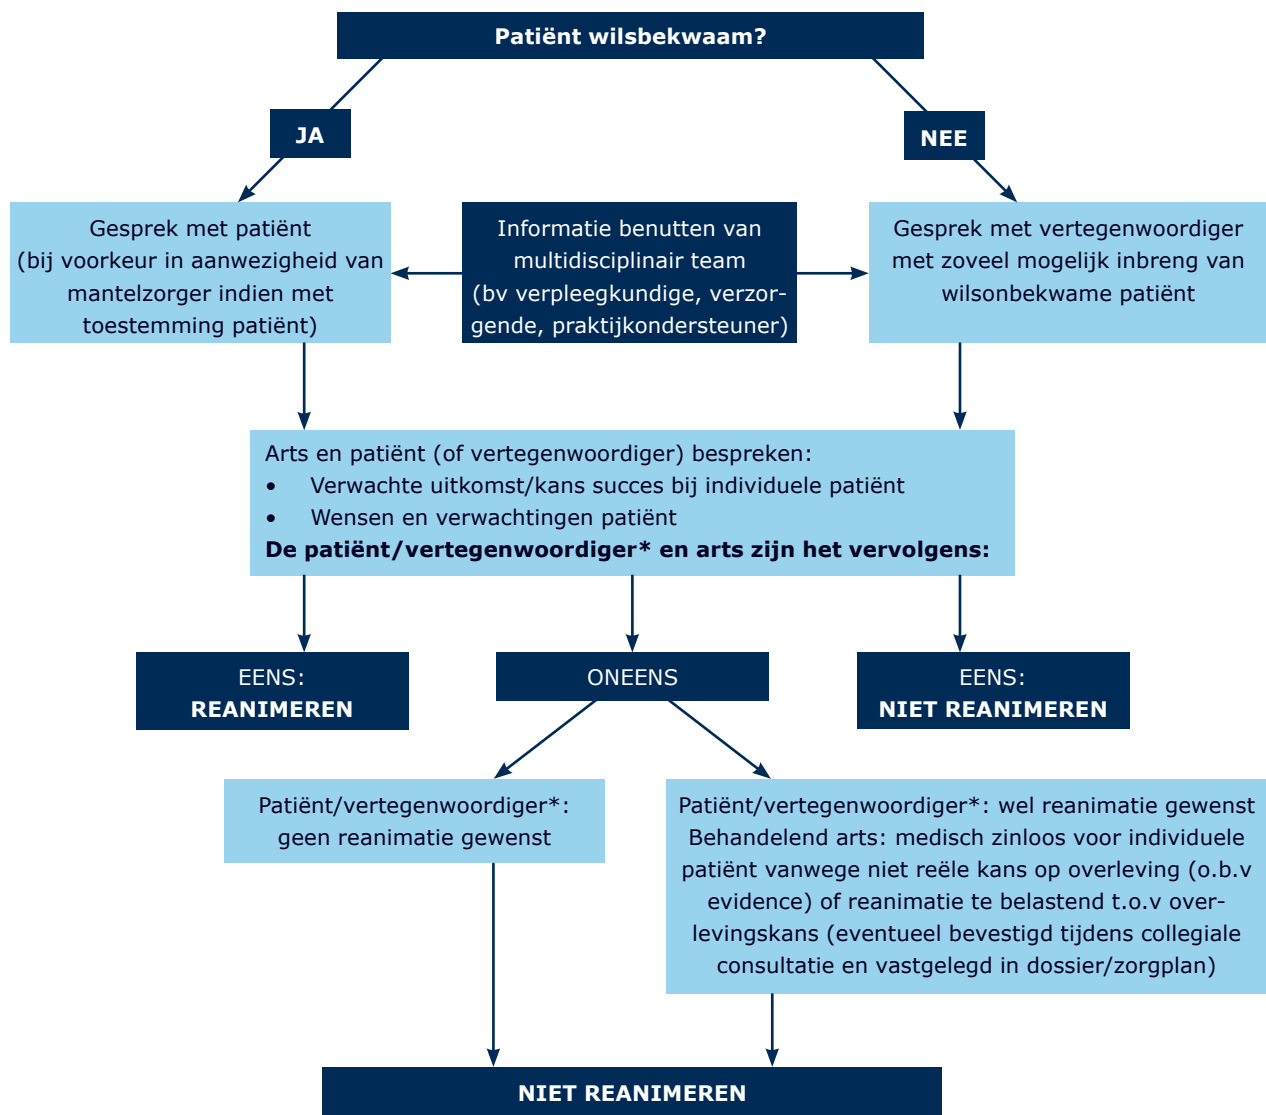 Patiënt wilsbekwaam?
JA
NEE
Gesprek met patiënt
(bij voorkeur in aanwezigheid van
mantelzorger indien met
toestemming patiënt)
Informatie benutten van
multidisciplinair team
(bv verpleegkundige, verzor-
gende, praktijkondersteuner)
Gesprek met vertegenwoordiger
met zoveel mogelijk inbreng van
wilsonbekwame patiënt
Arts en patiënt (of vertegenwoordiger) bespreken:
• Verwachte uitkomst/kans succes bij individuele patiënt
• Wensen en verwachtingen patiënt
De patiënt/vertegenwoordiger* en arts zijn het vervolgens:
EENS:
REANIMEREN
ONEENS
EENS:
NIET REANIMEREN
Patiënt/vertegenwoordiger*:
geen reanimatie gewenst
Patiënt/vertegenwoordiger*: wel reanimatie gewenst
Behandelend arts: medisch zinloos voor individuele
patiënt vanwege niet reële kans op overleving (o.b.v
evidence) of reanimatie te belastend t.o.v over-
levingskans (eventueel bevestigd tijdens collegiale
consultatie en vastgelegd in dossier/zorgplan)
NIET REANIMEREN